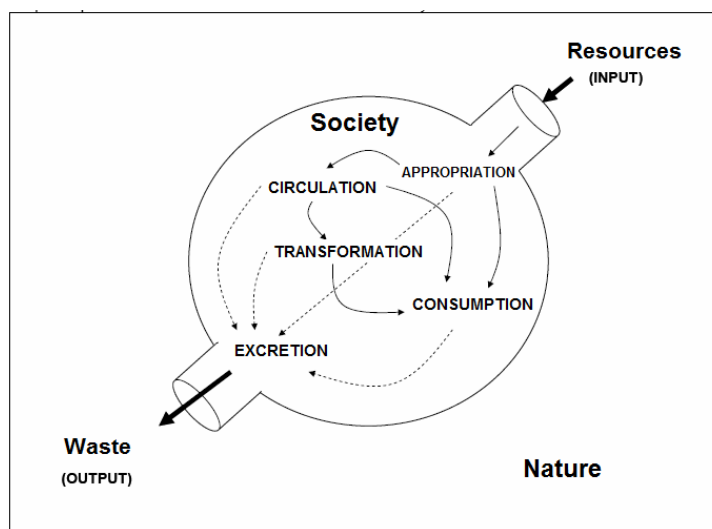 Resources
(INPUT)
Society
APPROPRIATION
CIRCULATION
TRANSFORMATION
CONSUMPTION
EXCRETION
Waste
(OUTPUT)
Nature